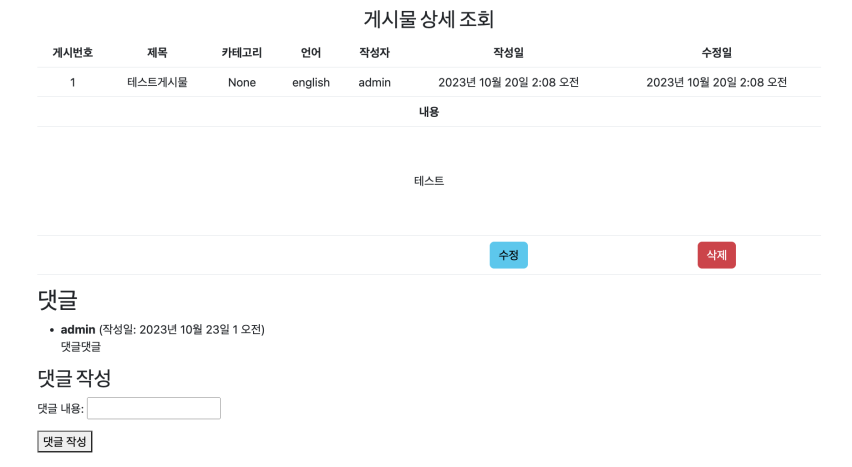 게시물 상세 조회
게시번호 제목 카테고리 언어 작성자 작성일 수정일
1 테스트게시물 None english admin 2023년 10월 20일 2:08 오전 2023년 10월 20일 2:08 오전
내용
테스트
수정 삭제
댓글
• admin (작성일: 2023년 10월 23일 1 오전)
댓글댓글
댓글 작성
댓글 내용:
댓글 작성